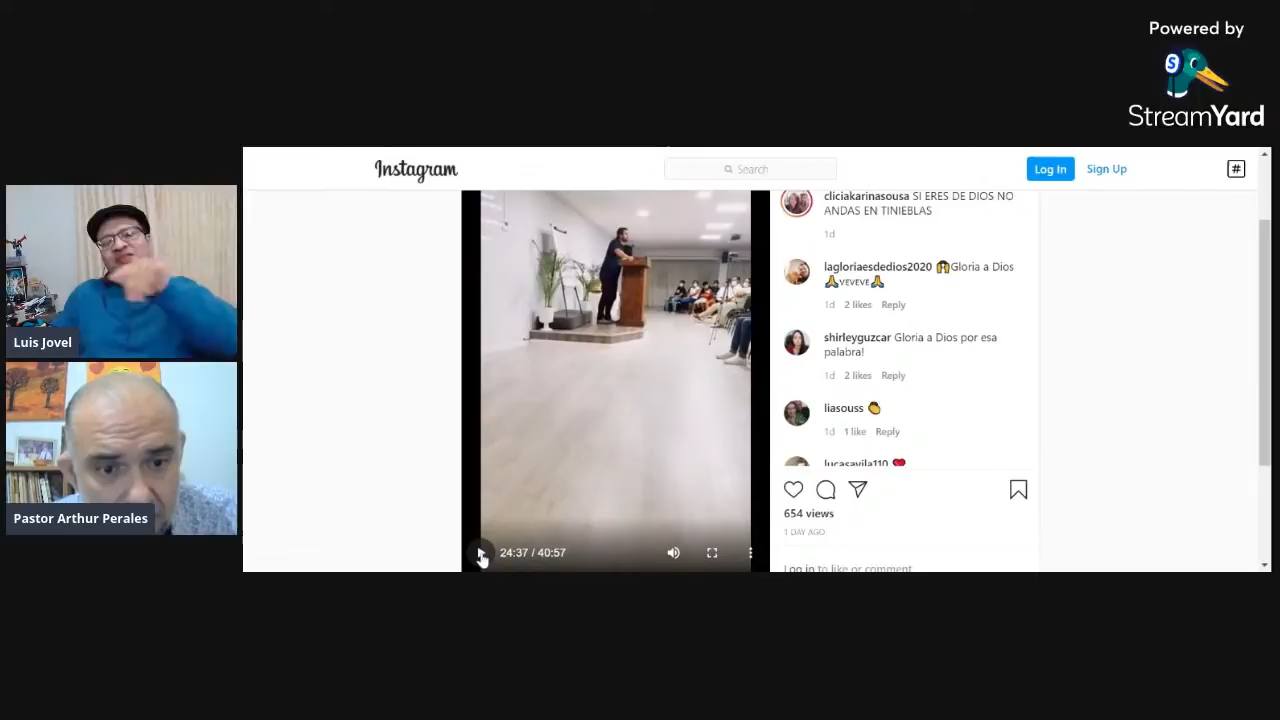 Powered by
StreamYard
Instagram
Search
Log In
Sign Up
Luis Jovel
Pastor Arthur Perales
24:37 / 40:57
cliciakarinasousa SI ERES DE DIOS NO
ANDAS EN TINIEBLAS
1d
lagloriaesdedios2020 Gloria a Dios
VEVEVE
1d 2 likes Reply
shirleyguzcar Gloria a Dios por esa
palabra!
1d 2 likes Reply
liasouss
1d 1 like Reply
lucasavila110
654 views
1 DAY AGO
Log in to like or comment